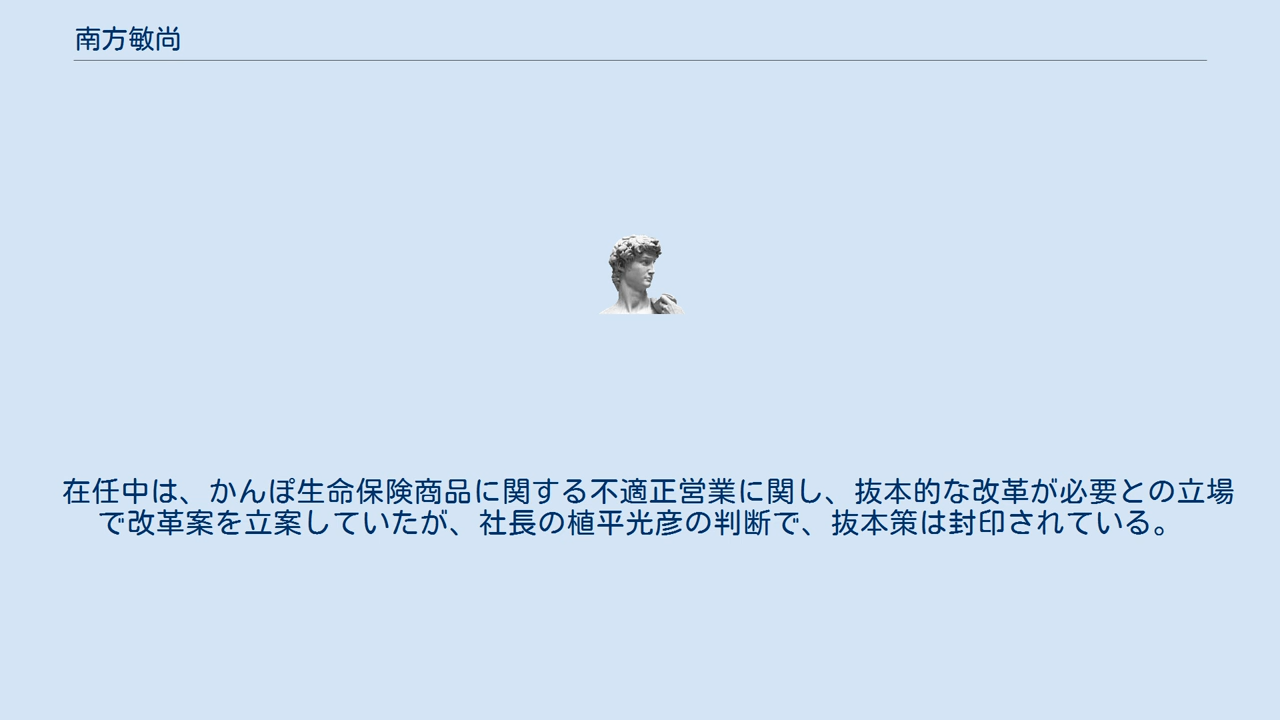 南方敏尚
在任中は、かんぽ生命保険商品に関する不適正営業に関し、抜本的な改革が必要との立場
で改革案を立案していたが、社長の植平光彦の判断で、抜本策は封印されている。